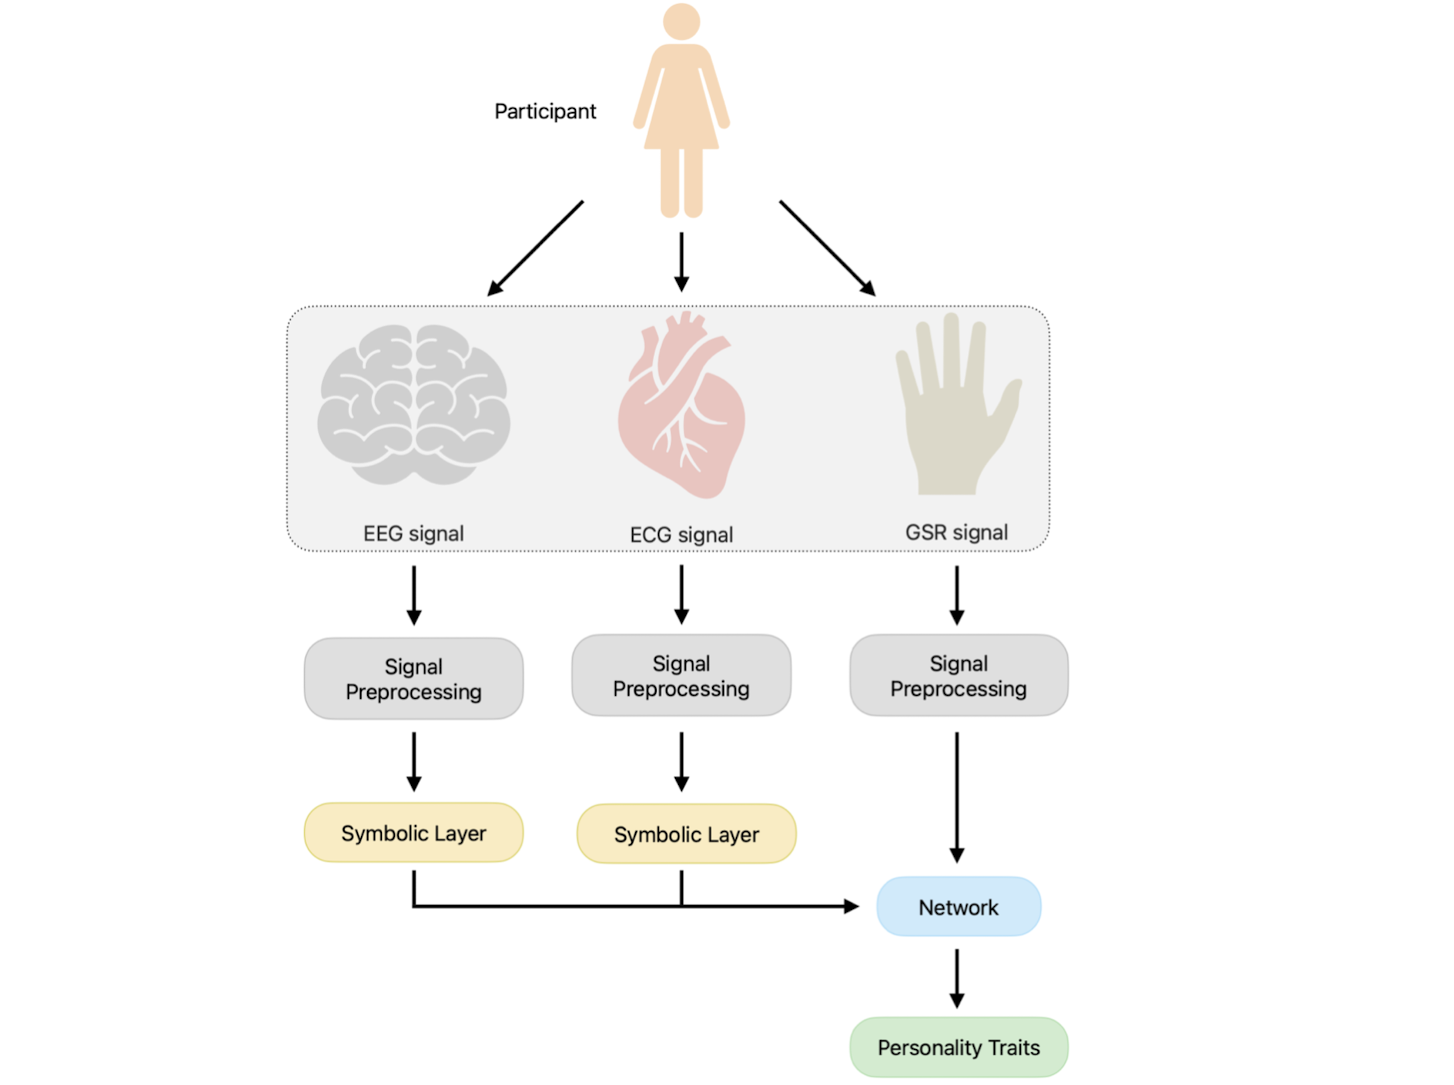 Participant
EEG signal
ECG signal
GSR signal
Signal
Preprocessing
Signal
Preprocessing
Signal
Preprocessing
Symbolic Layer
Symbolic Layer
Network
Personality Traits